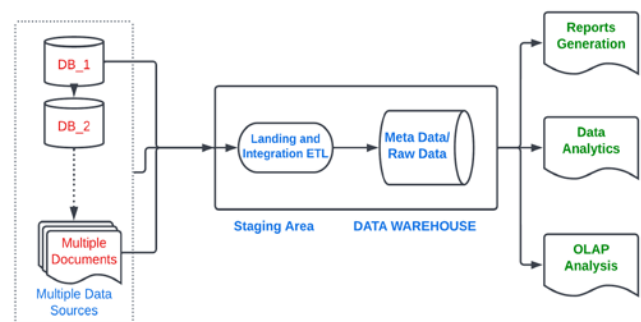 DB_1
DB_2
Multiple
Documents
Multiple Data
Sources
Landing and
Integration ETL
Meta Data/
Raw Data
Staging Area
DATA WAREHOUSE
Reports
Generation
Data
Analytics
OLAP
Analysis